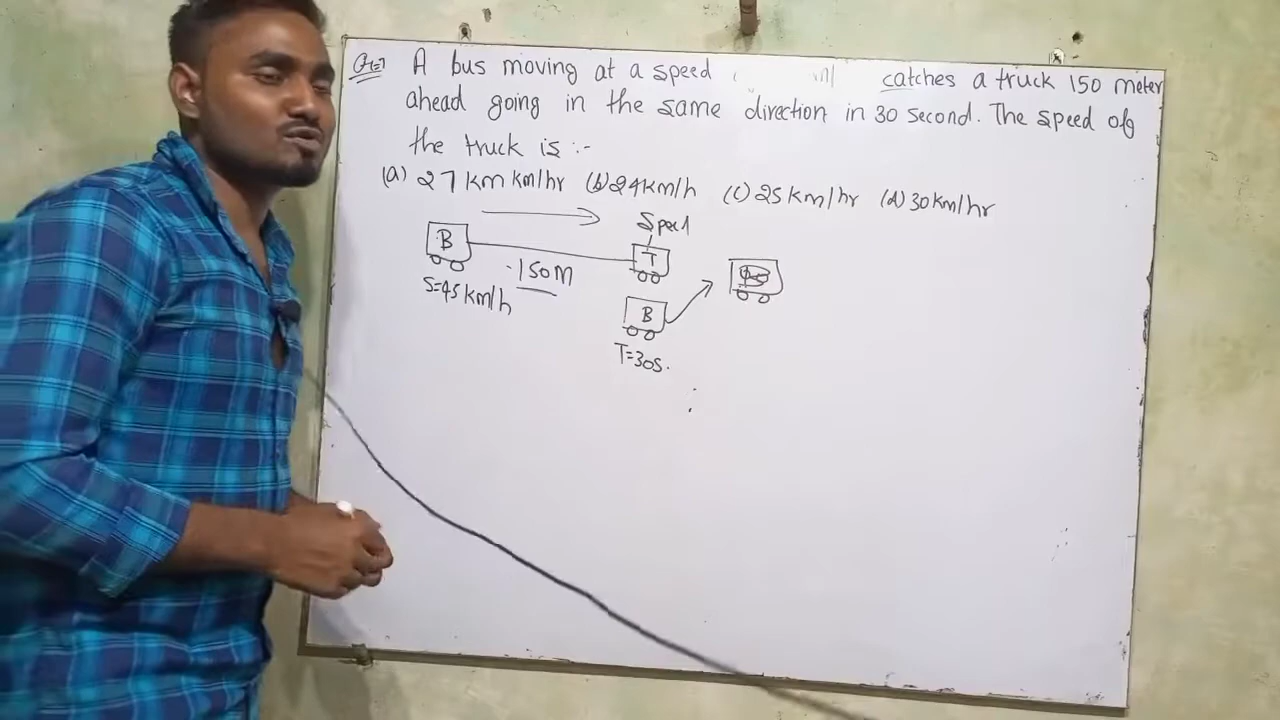 A bus moving at a speed catches a truck 150 meter
ahead going in the same direction in 30 second. The speed of
the truck is :-
(a) 27 km km/hr (b) 24 km/h (c) 25 km/hr (d) 30 km/hr
Speed
B
T
150M
S=45 km/h
B
T=30s.